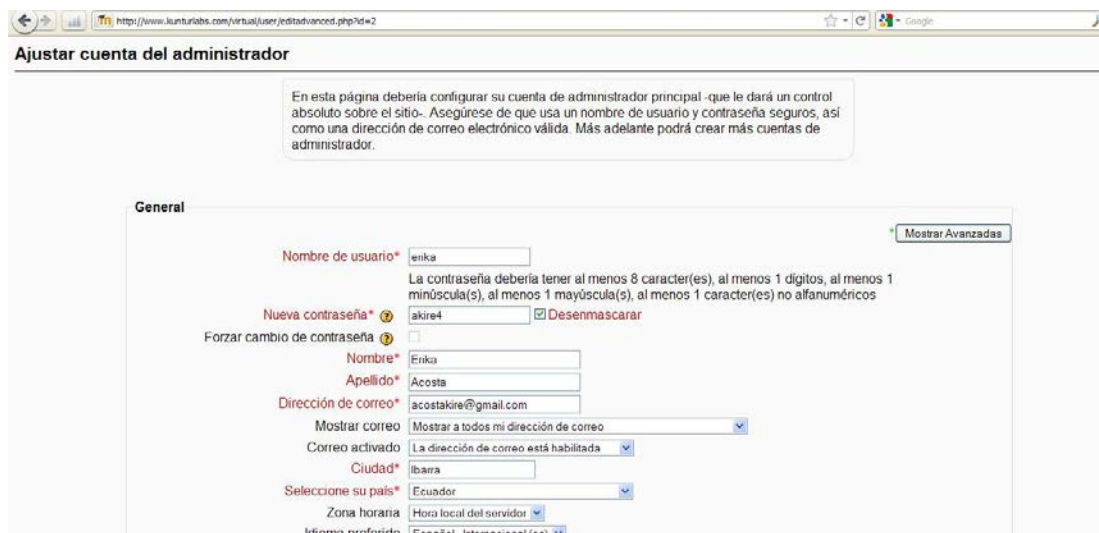 http://www.kunturlabs.com/virtual/user/editadvanced.php?id=2
Google
Ajustar cuenta del administrador
En esta página debería configurar su cuenta de administrador principal -que le dará un control
absoluto sobre el sitio-. Asegúrese de que usa un nombre de usuario y contraseña seguros, así
como una dirección de correo electrónico válida. Más adelante podrá crear más cuentas de
administrador.
General
* Mostrar Avanzadas
Nombre de usuario* erika
La contraseña debería tener al menos 8 caracter(es), al menos 1 dígitos, al menos 1
minúscula(s), al menos 1 mayúscula(s), al menos 1 caracter(es) no alfanuméricos
Nueva contraseña* akire4 Desenmascarar
Forzar cambio de contraseña
Nombre* Erika
Apellido* Acosta
Dirección de correo* acostakire@gmail.com
Mostrar correo Mostrar a todos mi dirección de correo
Correo activado La dirección de correo está habilitada
Ciudad* Ibarra
Seleccione su país* Ecuador
Zona horaria Hora local del servidor
Idioma preferido Español - Internacional (es)